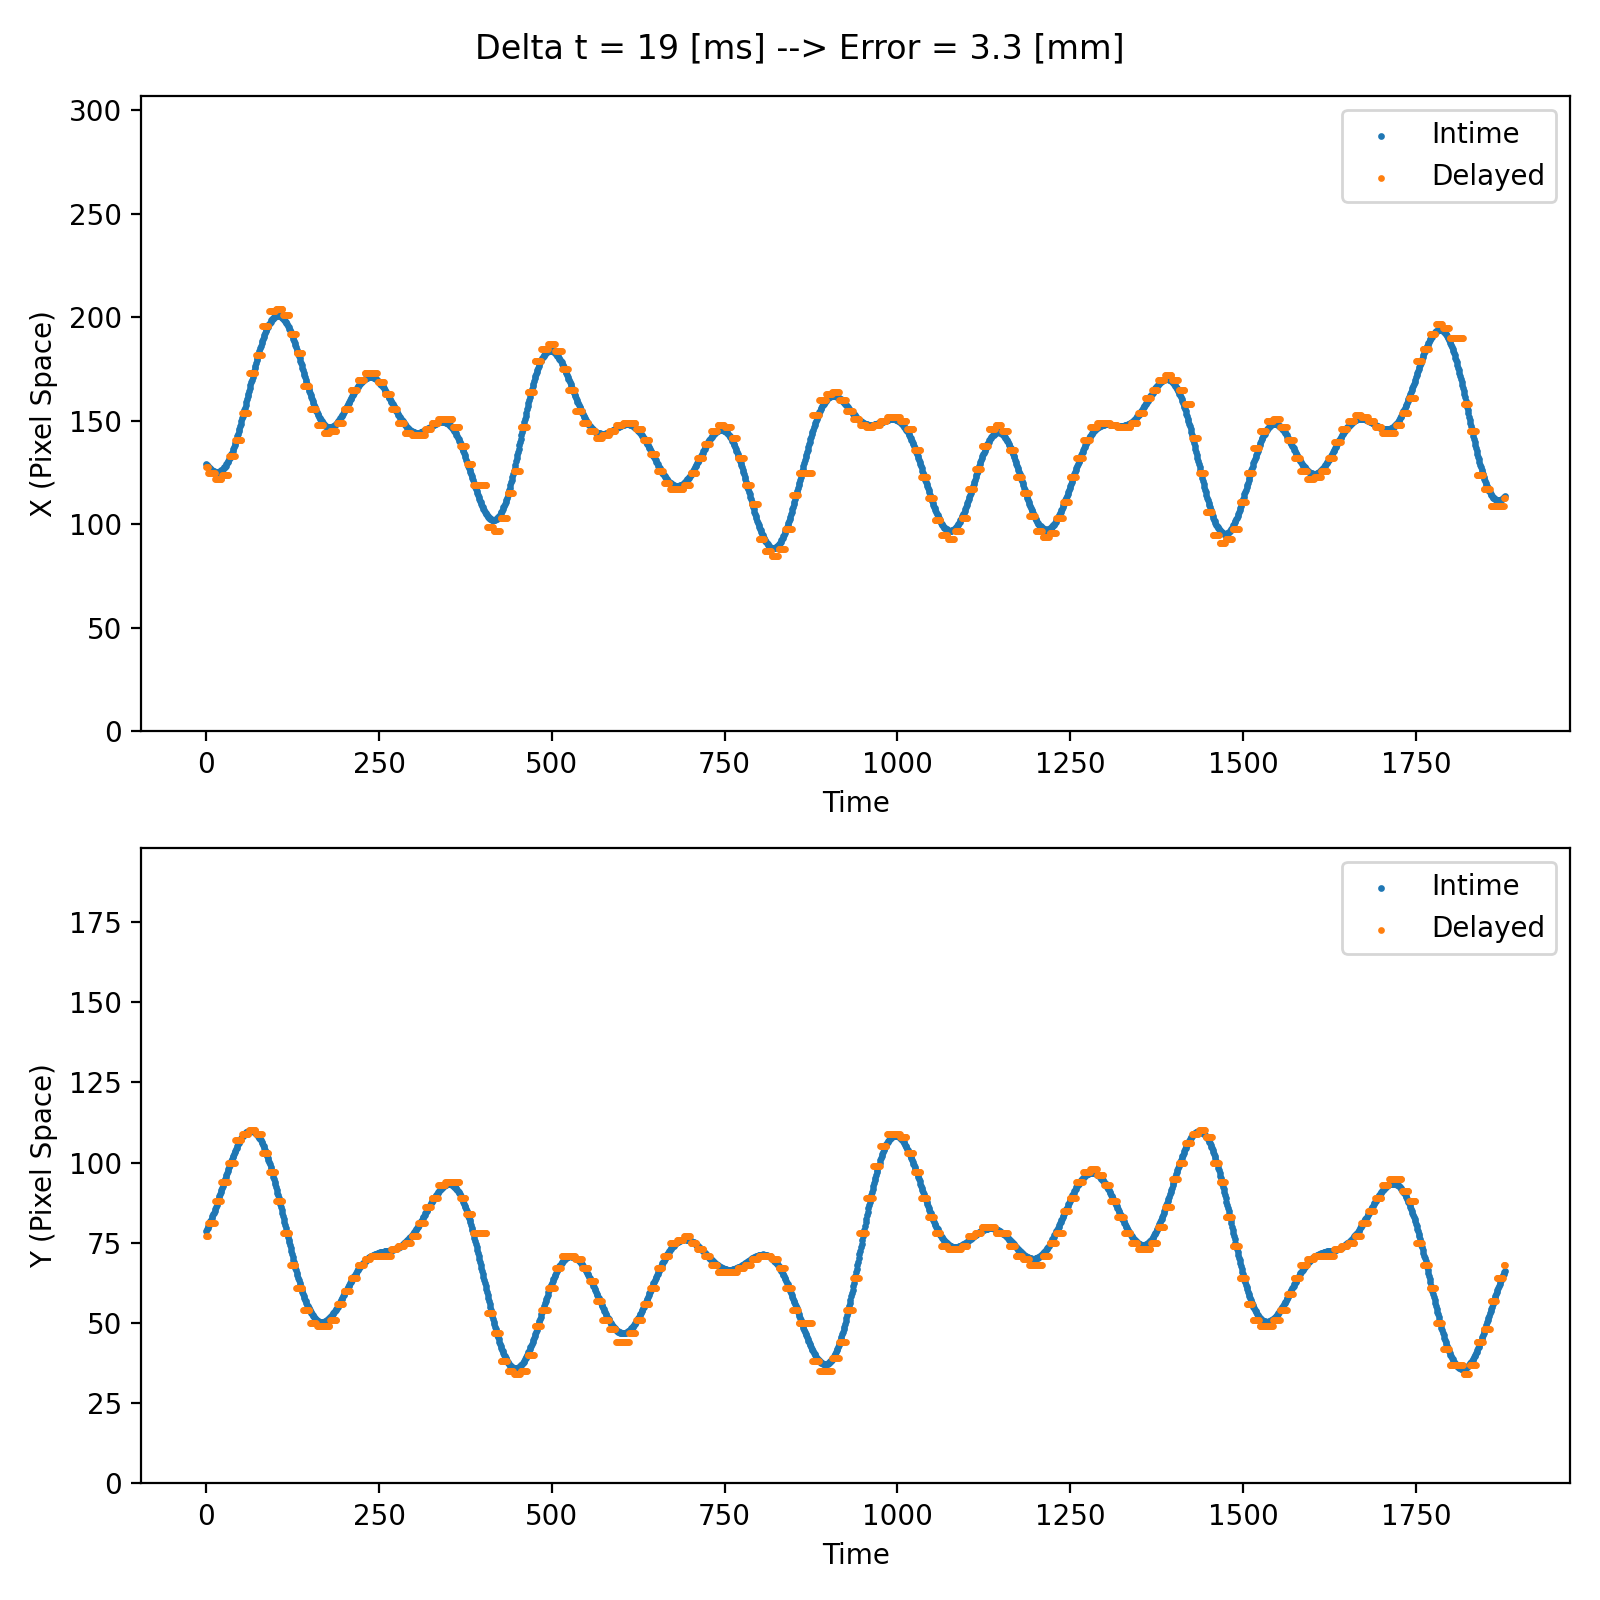 Delta t = 19 [ms] --> Error = 3.3 [mm]
300
250
200
150
100
50
0
X (Pixel Space)
Intime
Delayed
0 250 500 750 1000 1250 1500 1750
Time
175
150
125
100
75
50
25
0
Y (Pixel Space)
Intime
Delayed
0 250 500 750 1000 1250 1500 1750
Time